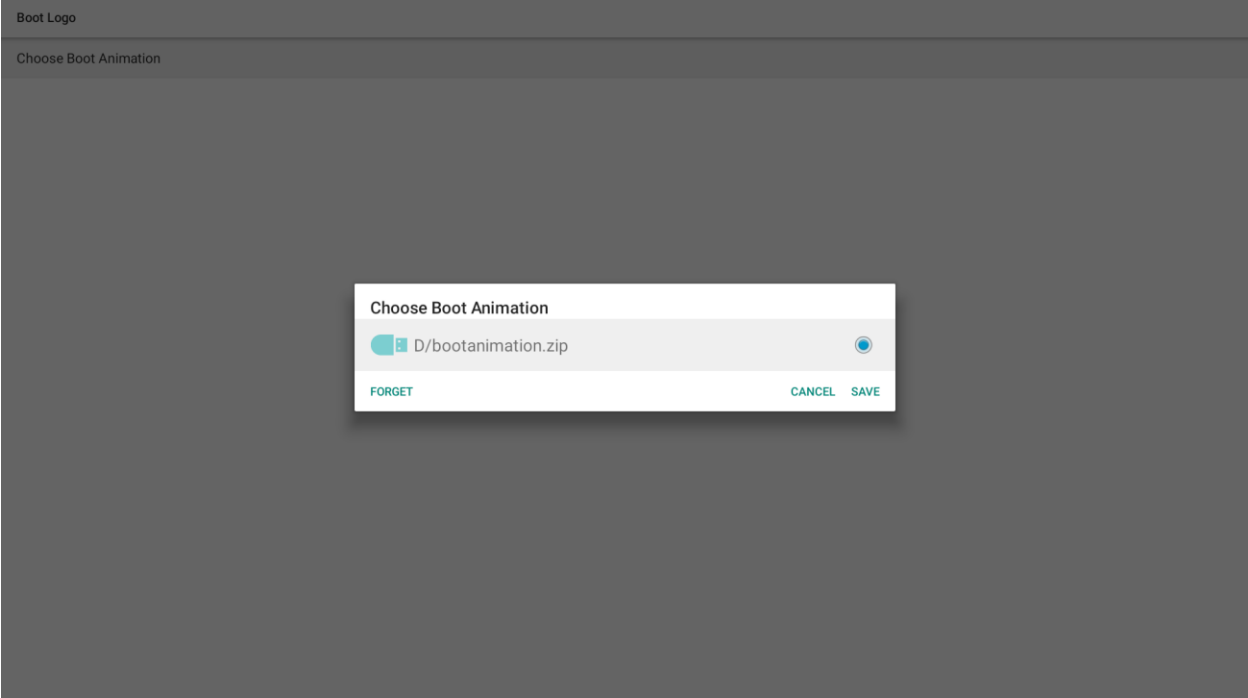 Boot Logo
Choose Boot Animation
Choose Boot Animation
D/bootanimation.zip
FORGET CANCEL SAVE